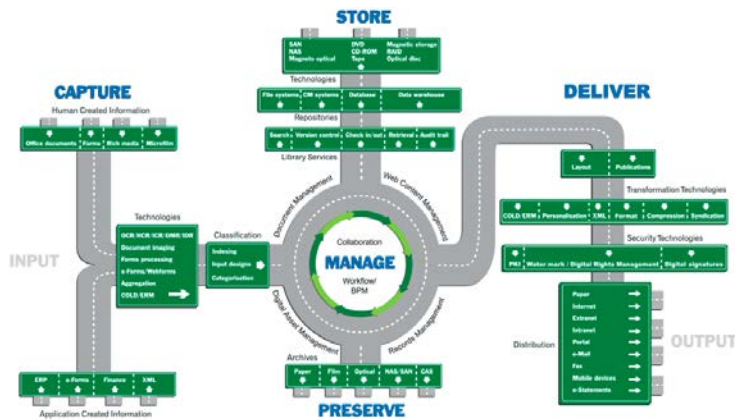 STORE
SAN
NAS
Magneto optical
DVD
CD-ROM
Tape
Magnetic storage
RAID
Optical disc
Technologies
File systems
CM systems
Database
Data warehouse
Repositories
Search
Version control
Check in/out
Retrieval
Audit trail
Library Services
CAPTURE
Human Created Information
Office documents
Forms
Rich media
Microfilm
Technologies
OCR/HCR/ICR/OMR/IDR
Document imaging
Forms processing
e-Forms/Webforms
Aggregation
COLD/ERM
Classification
Indexing
Input designs
Categorisation
INPUT
ERP
e Forms
Finance
XML
Application Created Information
Document Management
Web Content Management
Collaboration
MANAGE
Workflow/
BPM
Digital Asset Management
Records Management
Archives
Paper
Film
Optical
NAS/SAN
CAS
PRESERVE
DELIVER
Layout
Publications
Transformation Technologies
COLD/ERM
Personalisation
XML
Format
Compression
Syndication
Security Technologies
PKI
Water mark / Digital Rights Management
Digital signatures
Distribution
Paper
Internet
Extranet
Intranet
Portal
e-Mail
Fax
Mobile devices
e-Statements
OUTPUT